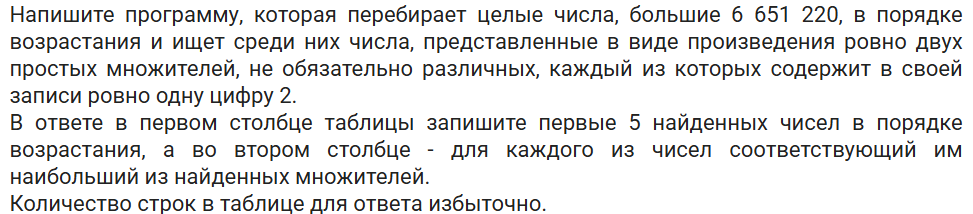 Напишите программу, которая перебирает целые числа, большие 6 651 220, в порядке
возрастания и ищет среди них числа, представленные в виде произведения ровно двух
простых множителей, не обязательно различных, каждый из которых содержит в своей
записи ровно одну цифру 2.
В ответе в первом столбце таблицы запишите первые 5 найденных чисел в порядке
возрастания, а во втором столбце - для каждого из чисел соответствующий им
наибольший из найденных множителей.
Количество строк в таблице для ответа избыточно.